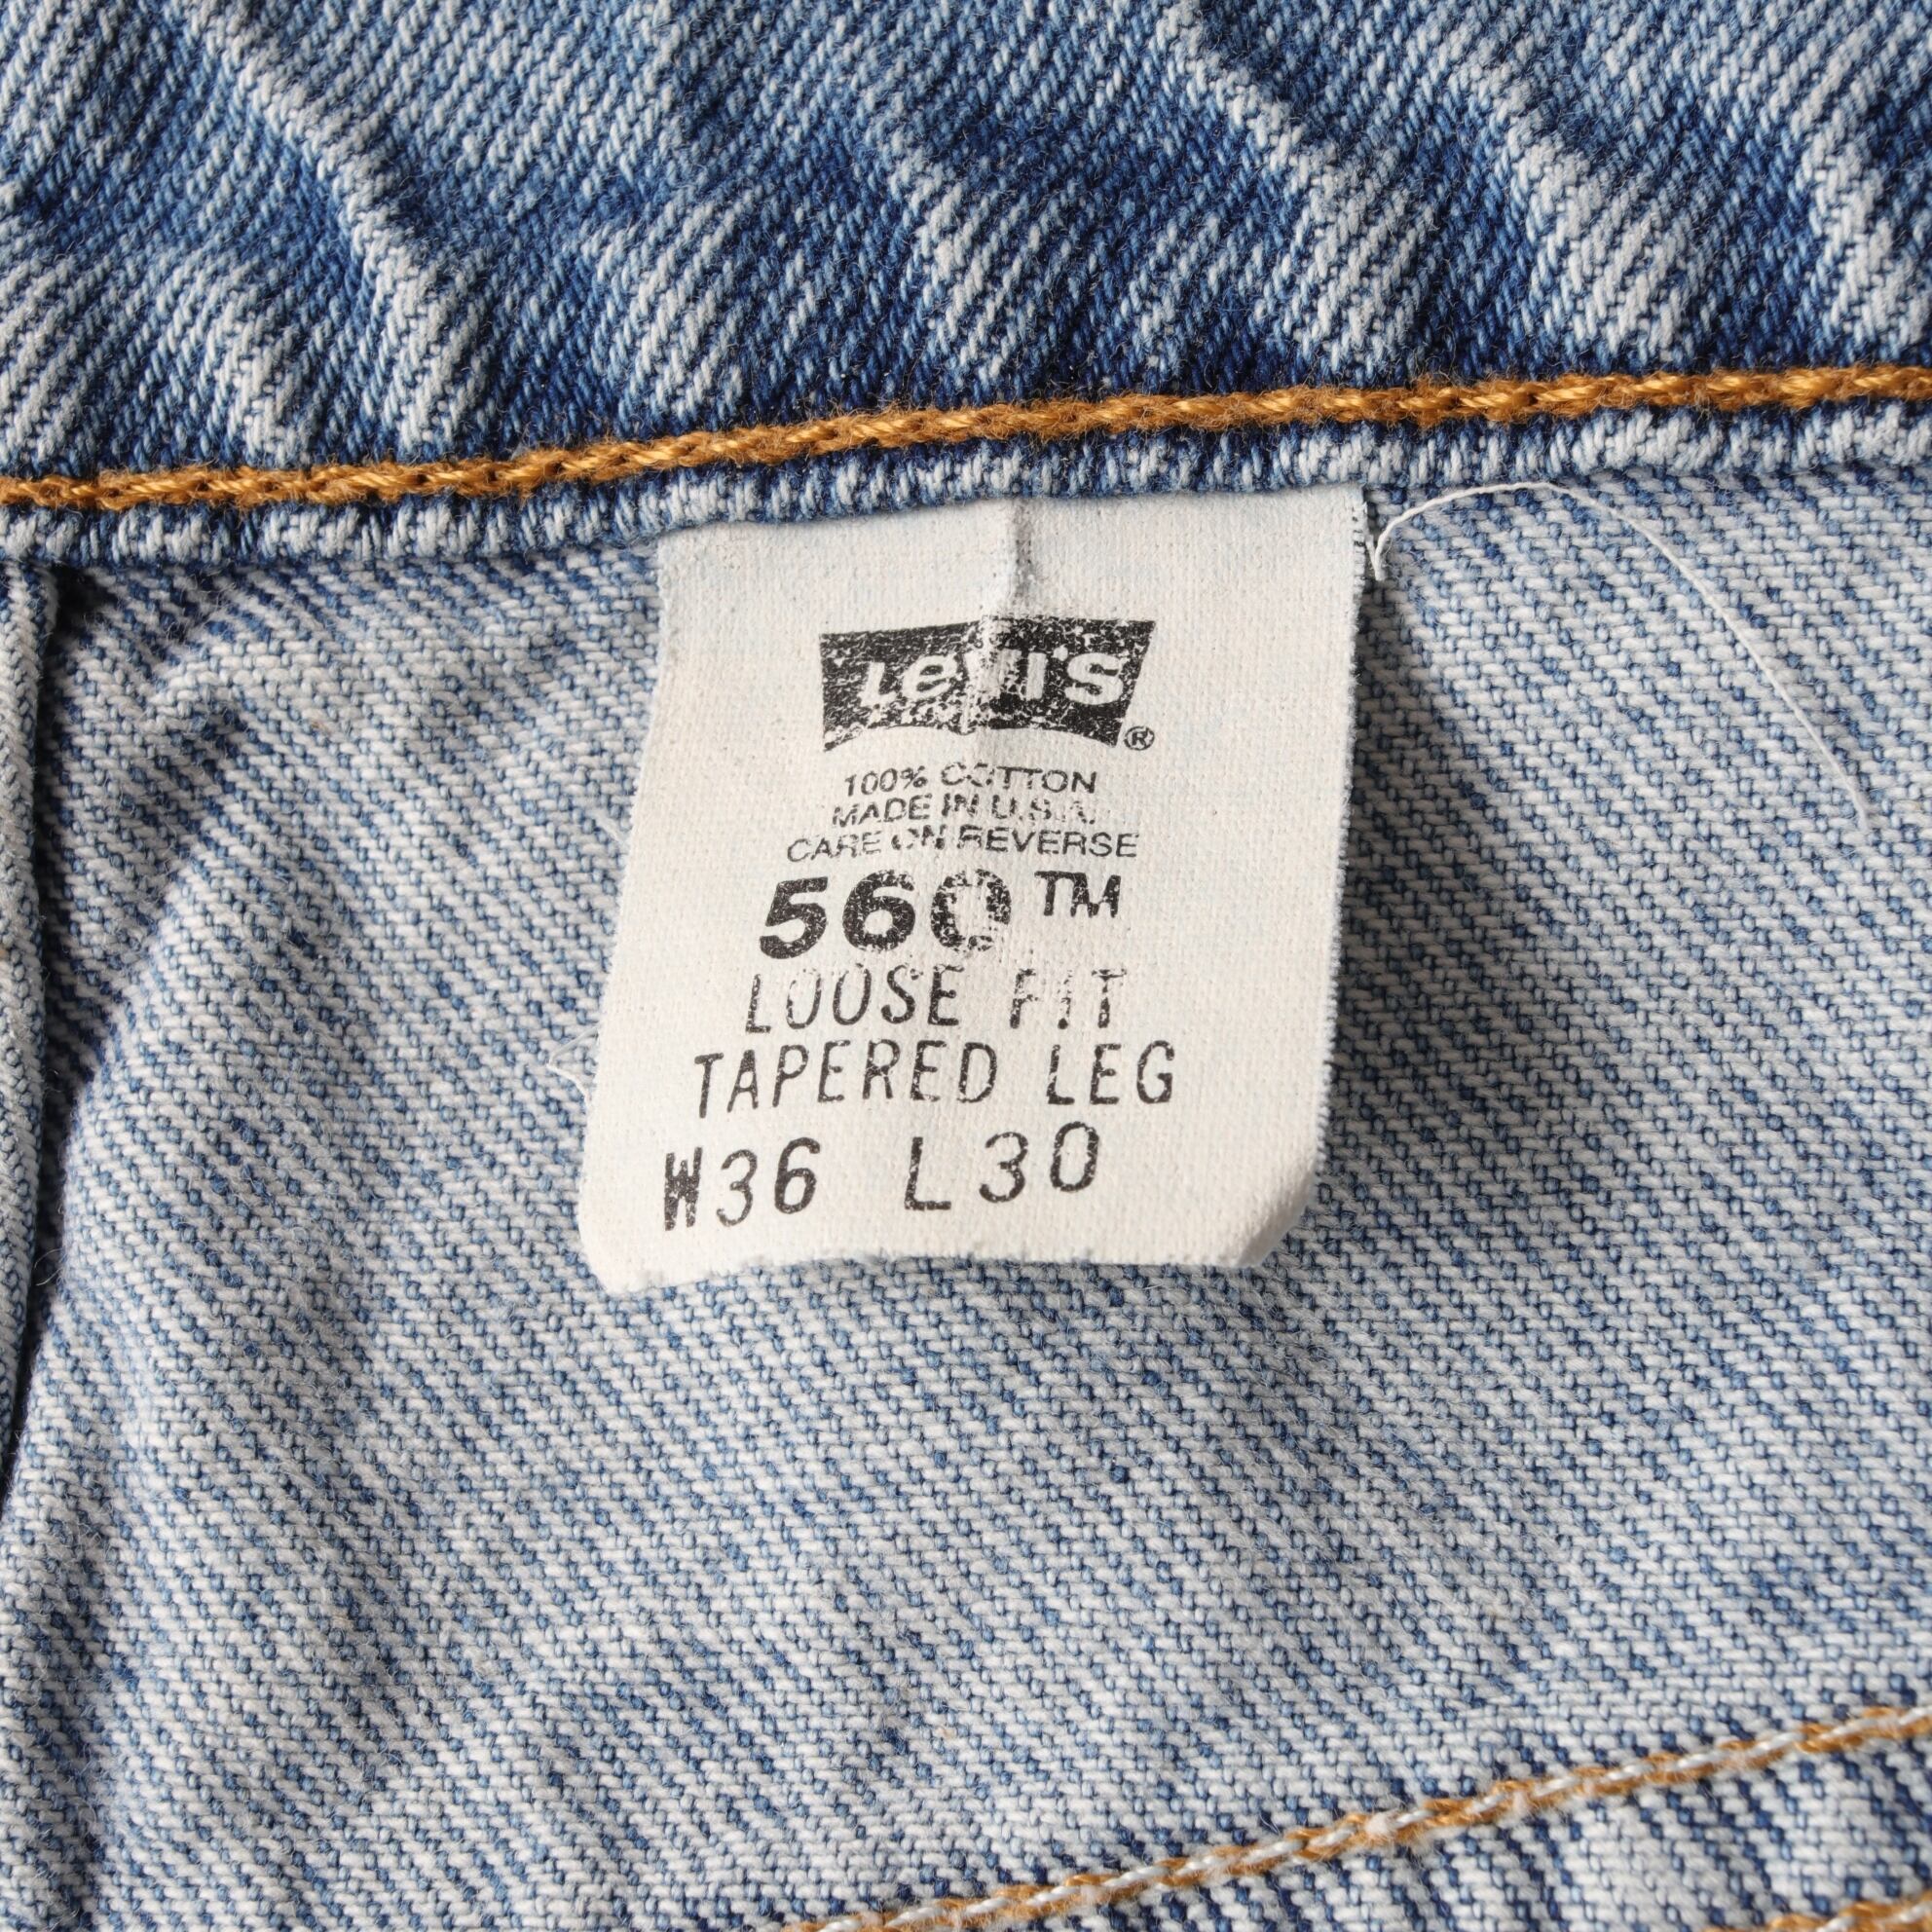 Levi's®
100% COTTON
MADE IN U.S.A.
CARE ON REVERSE
560™
LOOSE FIT
TAPERED LEG
W36 L30